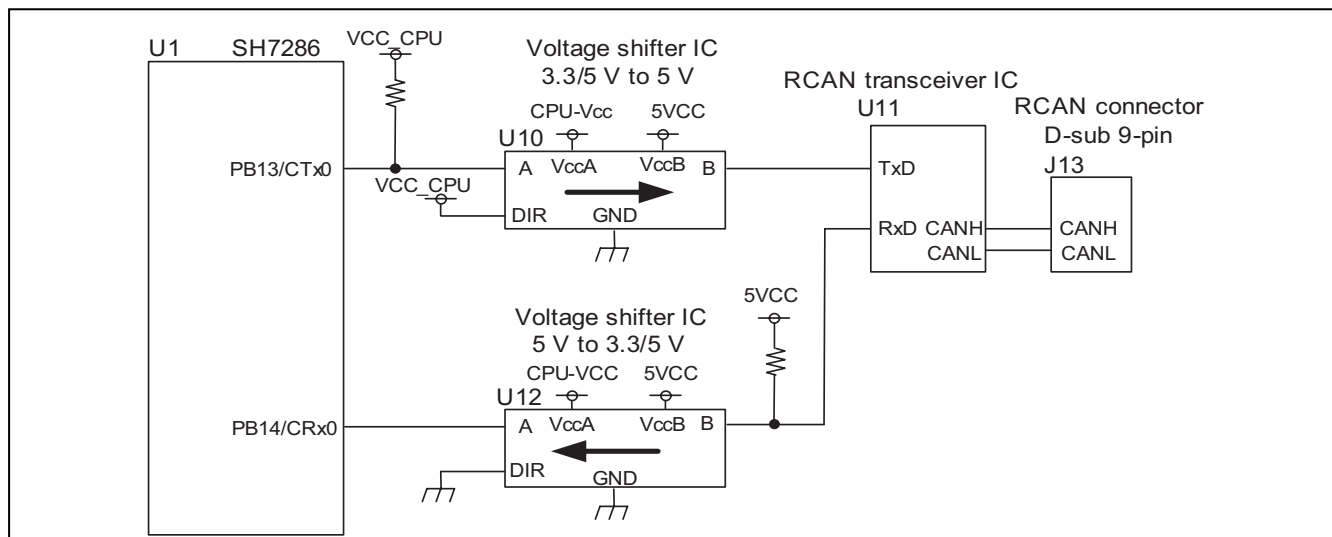 U1 SH7286
VCC_CPU
Voltage shifter IC
3.3/5 V to 5 V
CPU-Vcc 5VCC
U10
RCAN transceiver IC
U11
RCAN connector
D-sub 9-pin
J13
PB13/CTx0
A VccA VccB B
VCC_CPU
DIR
GND
TxD
RxD CANH
CANL
CANH
CANL
5VCC
Voltage shifter IC
5 V to 3.3/5 V
CPU-VCC 5VCC
U12
PB14/CRx0
A VccA VccB B
DIR
GND